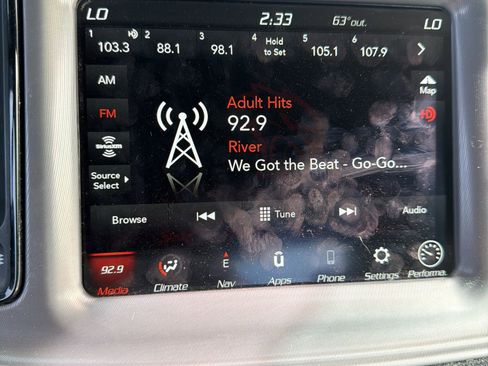 LO 2:33 63°out. LO
1 103.3 2 88.1 3 98.1 4 Hold to Set 5 105.1 6 107.9
AM
Map
Adult Hits
FM
92.9
SiriusXM
River
We Got the Beat - Go-Go...
Source
Select
Browse Tune Audio
92.9 E
Media Climate Nav Apps Phone Settings Performa